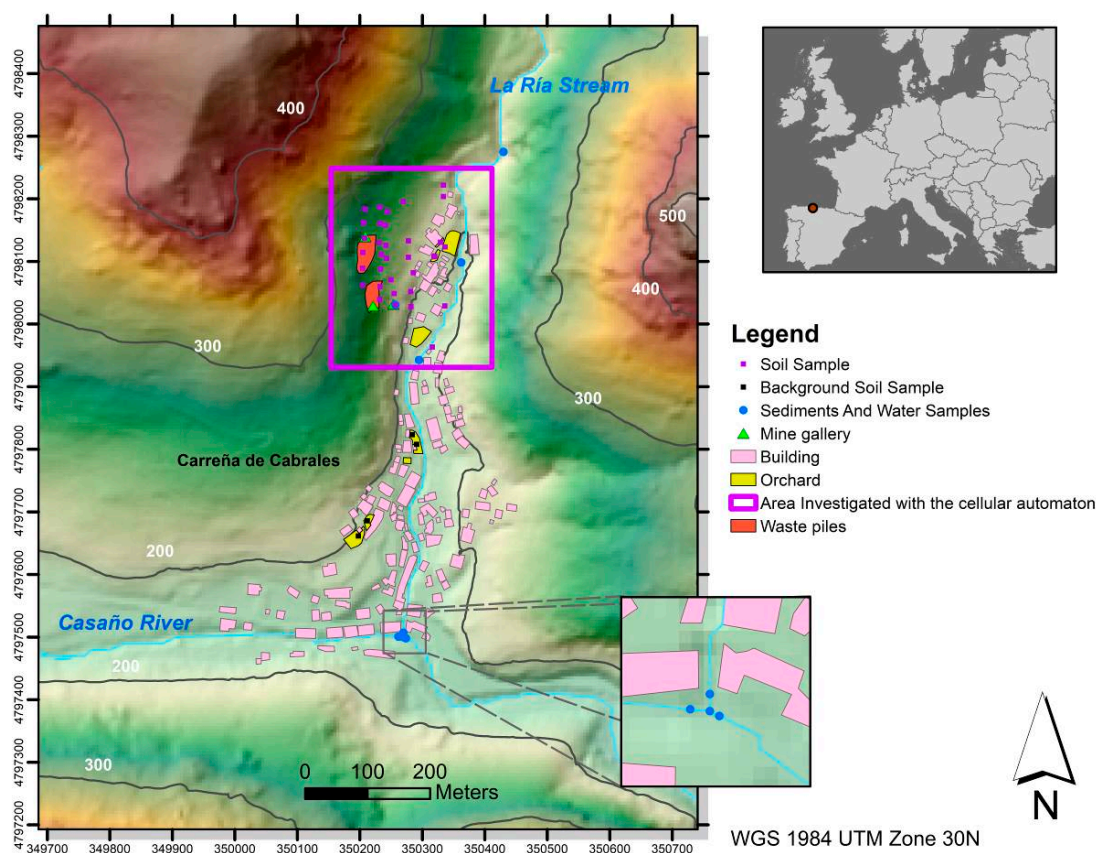 La Ría Stream
400
500
400
300
300
Carreña de Cabrales
200
Casaño River
200
300
0 100 200
Meters
4798400
4798300
4798200
4798100
4798000
4797900
4797800
4797700
4797600
4797500
4797400
4797300
4797200
349700 349800 349900 350000 350100 350200 350300 350400 350500 350600 350700
Legend
Soil Sample
Background Soil Sample
Sediments And Water Samples
Mine gallery
Building
Orchard
Area Investigated with the cellular automaton
Waste piles
N
WGS 1984 UTM Zone 30N